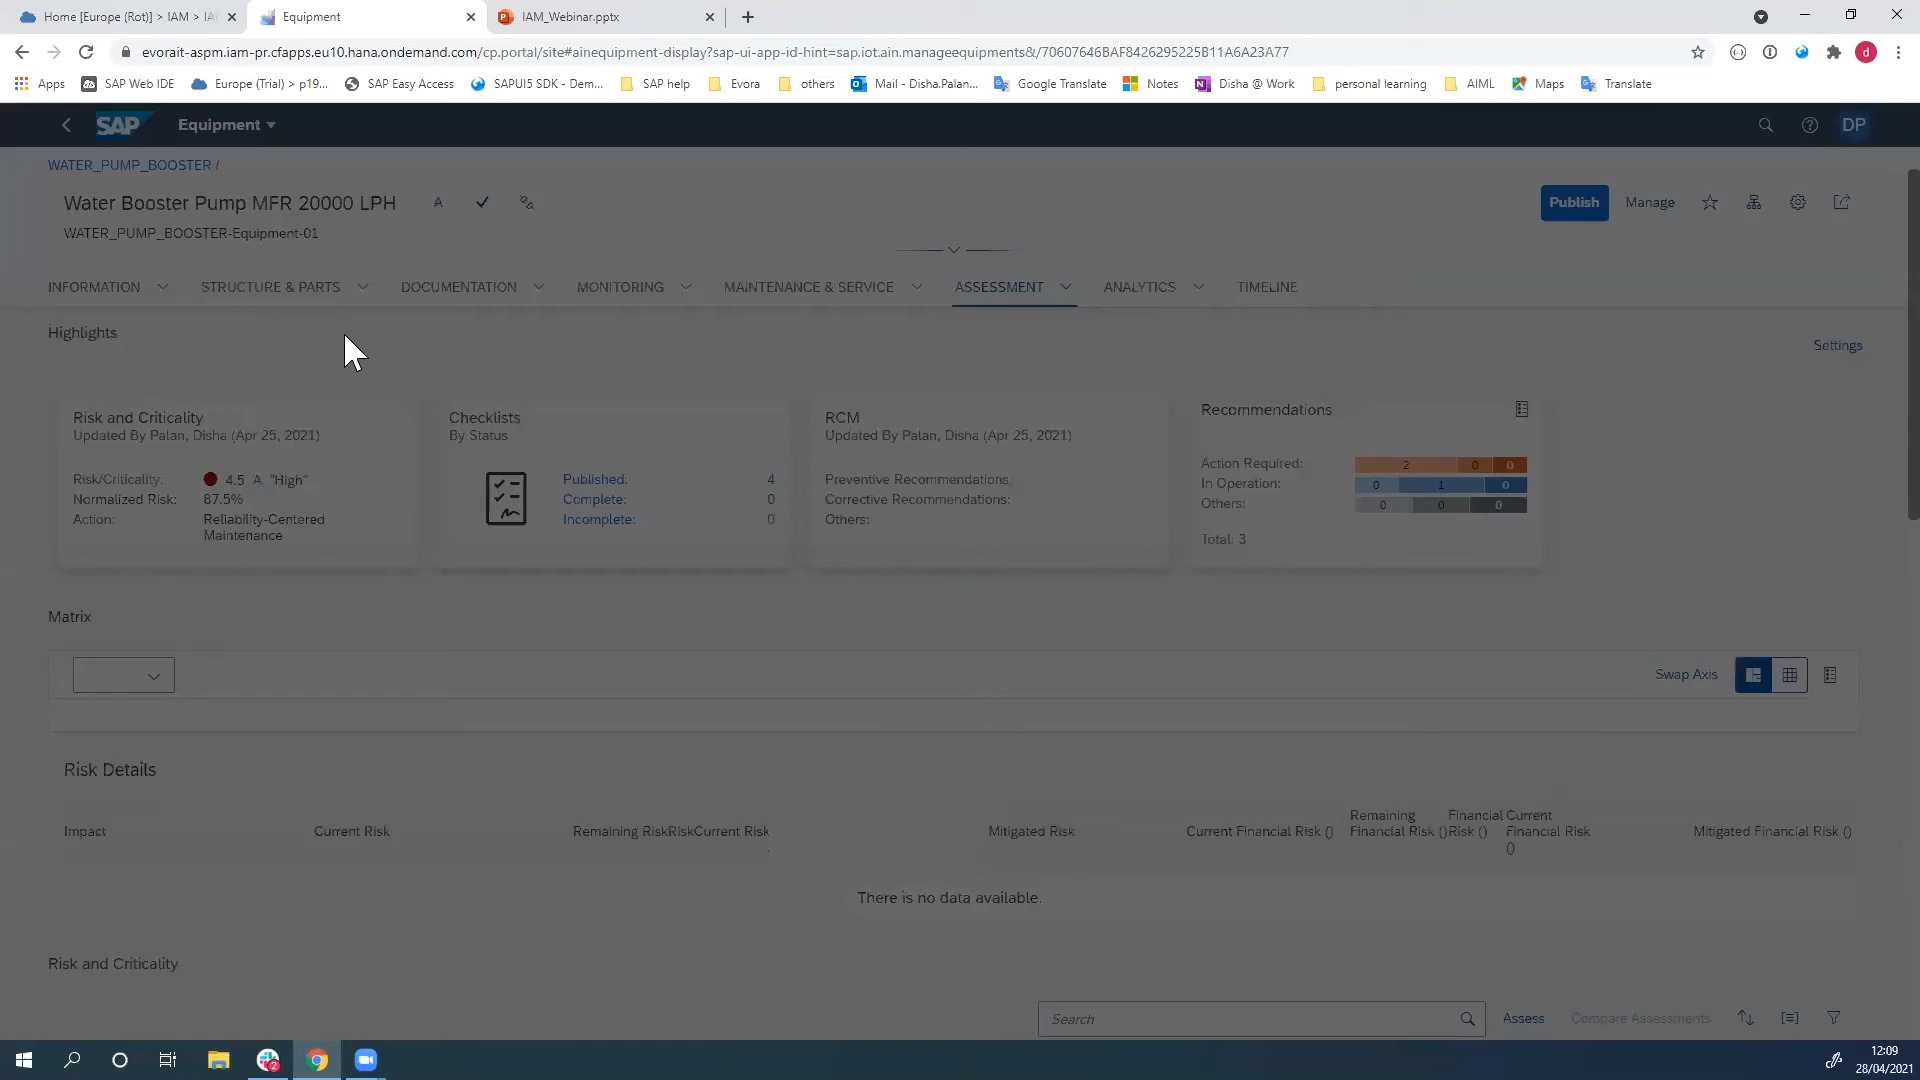 Home [Europe (Rot)] > IAM > IA
Equipment
IAM_Webinar.pptx
evorait-aspm.iam-pr.cfapps.eu10.hana.ondemand.com/cp.portal/site#ainequipment-display?sap-ui-app-id-hint=sap.iot.ain.manageequipments&/70607646BAF8426295225B11A6A23A77
d
Apps
SAP Web IDE
Europe (Trial) > p19...
SAP Easy Access
SAPUI5 SDK - Dem...
SAP help
Evora
others
Mail - Disha.Palan...
Google Translate
Notes
Disha @ Work
personal learning
AIML
Maps
Translate
SAP
Equipment
DP
WATER_PUMP_BOOSTER /
Water Booster Pump MFR 20000 LPH A
Publish
Manage
WATER_PUMP_BOOSTER-Equipment-01
INFORMATION
STRUCTURE & PARTS
DOCUMENTATION
MONITORING
MAINTENANCE & SERVICE
ASSESSMENT
ANALYTICS
TIMELINE
Highlights
Settings
Risk and Criticality
Updated By Palan, Disha (Apr 25, 2021)
Risk/Criticality: 4.5 A. "High"
Normalized Risk: 87.5%
Action: Reliability-Centered
Maintenance
Checklists
By Status
Published: 4
Complete: 0
Incomplete: 0
RCM
Updated By Palan, Disha (Apr 25, 2021)
Preventive Recommendations:
Corrective Recommendations:
Others:
Recommendations
Action Required: 2 0 0
In Operation: 0 1 0
Others: 0 0 0
Total: 3
Matrix
Swap Axis
Risk Details
Impact
Current Risk
Remaining RiskRiskCurrent Risk
Mitigated Risk
Current Financial Risk ()
Remaining
Financial Risk ()
Financial
Risk ()
Current
Financial Risk
()
Mitigated Financial Risk ()
There is no data available.
Risk and Criticality
Search
Assess
Compare Assessments
2
12:09
28/04/2021